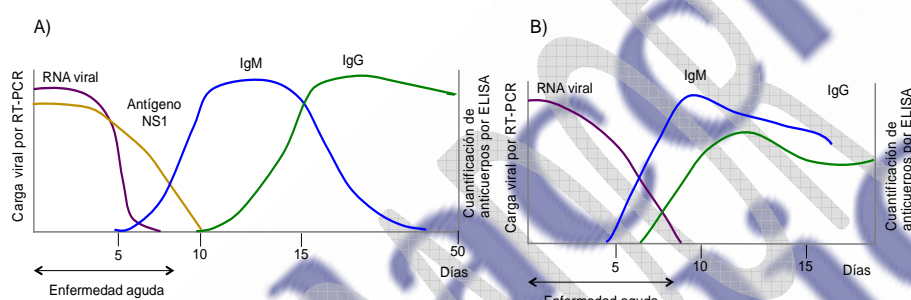 A)
RNA viral
Antígeno
NS1
IgM
IgG
Carga viral por RT-PCR
Cuantificación de
anticuerpos por ELISA
5
10
15
50
Días
Enfermedad aguda
B)
RNA viral
IgM
IgG
Carga viral por RT-PCR
Cuantificación de
anticuerpos por ELISA
5
10
15
Días
Enfermedad aguda